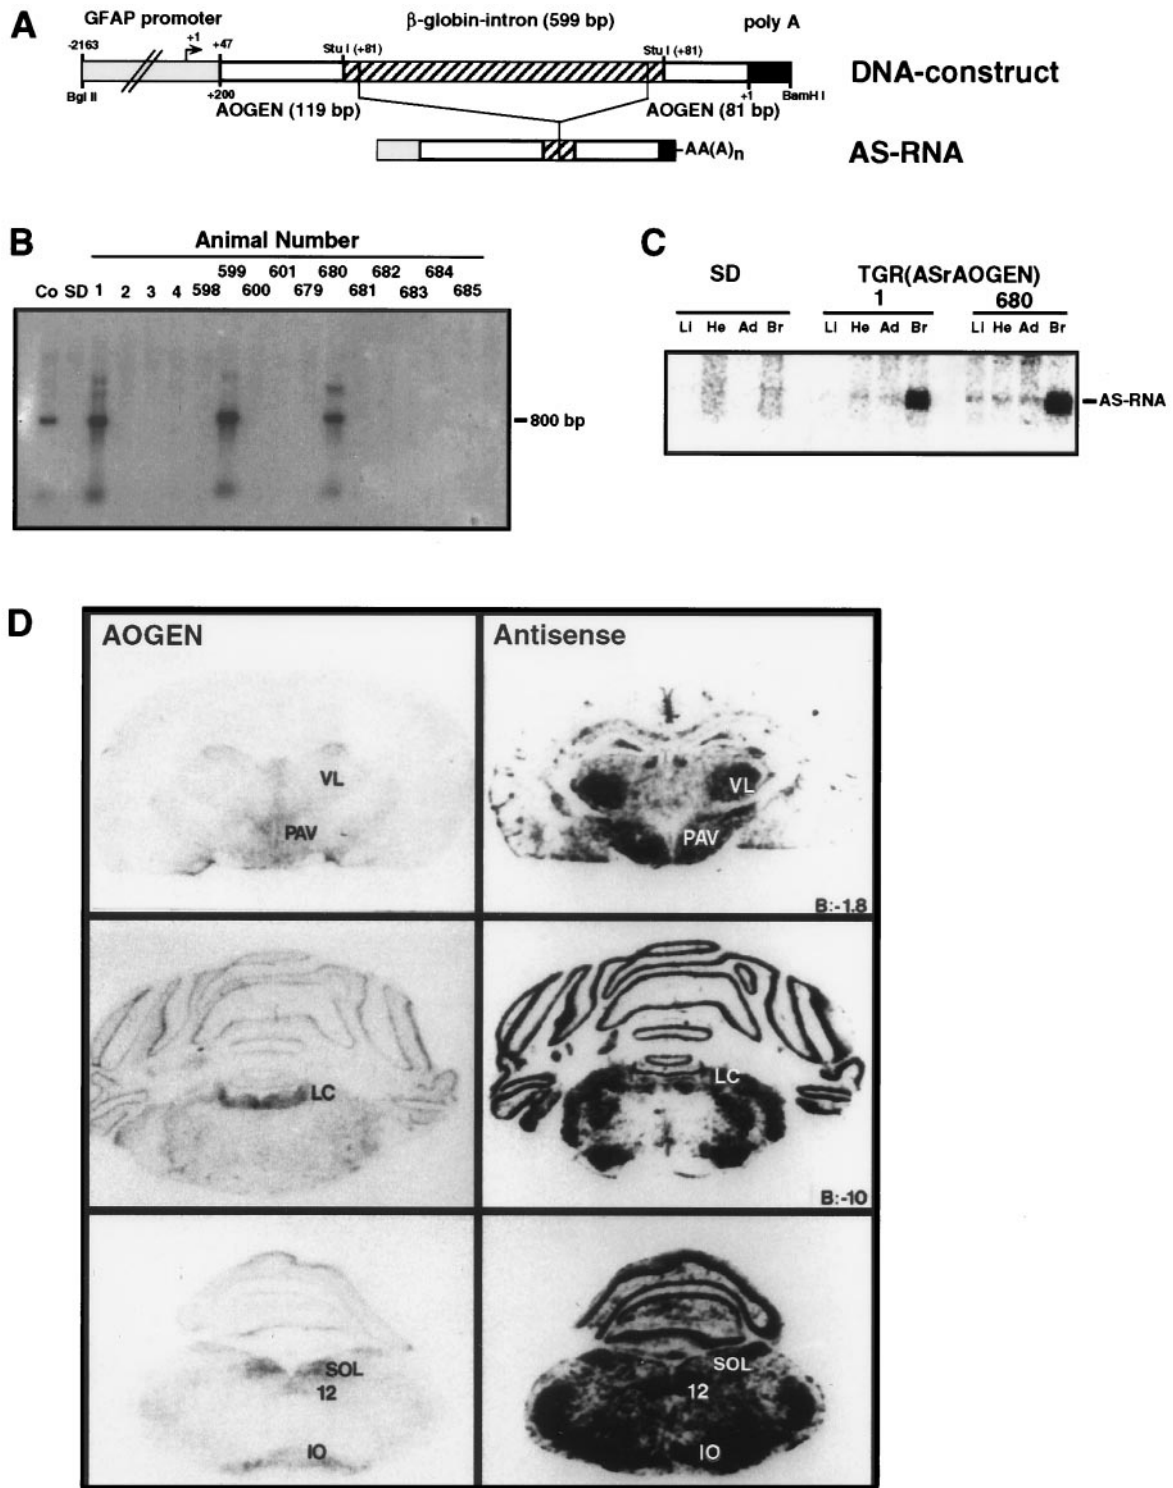 A
GFAP promoter
β-globin-intron (599 bp)
poly A
-2163
+1
+47
Stu I (+81)
Stu I (+81)
DNA-construct
Bgl II
+200
AOGEN (119 bp)
AOGEN (81 bp)
+1
BamH I
AA(A)n
AS-RNA
B
Animal Number
599 601 680 682 684
Co SD 1 2 3 4 598 600 679 681 683 685
800 bp
C
SD
TGR(ASrAOGEN)
1 680
LI He Ad Br LI He Ad Br LI He Ad Br
AS-RNA
D
AOGEN
Antisense
VL
PAV
VL
PAV
B:-1.8
LC
LC
B:-10
SOL
12
IO
SOL
12
IO